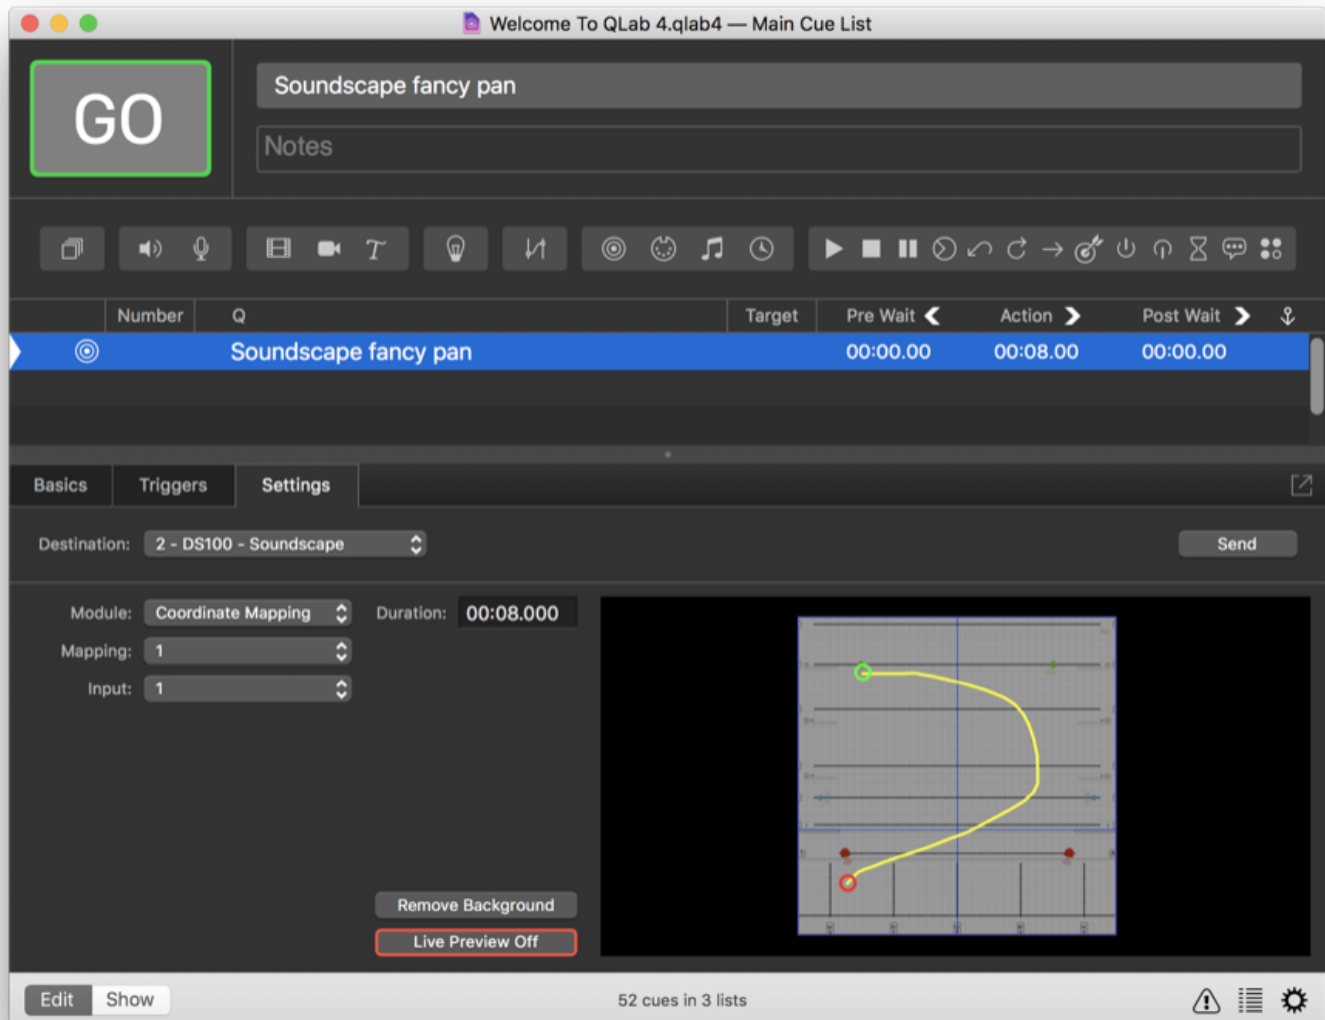 Welcome To QLab 4.qlab4 — Main Cue List
GO
Soundscape fancy pan
Notes
Number Q Target Pre Wait Action Post Wait
Soundscape fancy pan 00:00.00 00:08.00 00:00.00
Basics Triggers Settings
Destination: 2 - DS100 - Soundscape Send
Module: Coordinate Mapping Duration: 00:08.000
Mapping: 1
Input: 1
Remove Background
Live Preview Off
Edit Show 52 cues in 3 lists